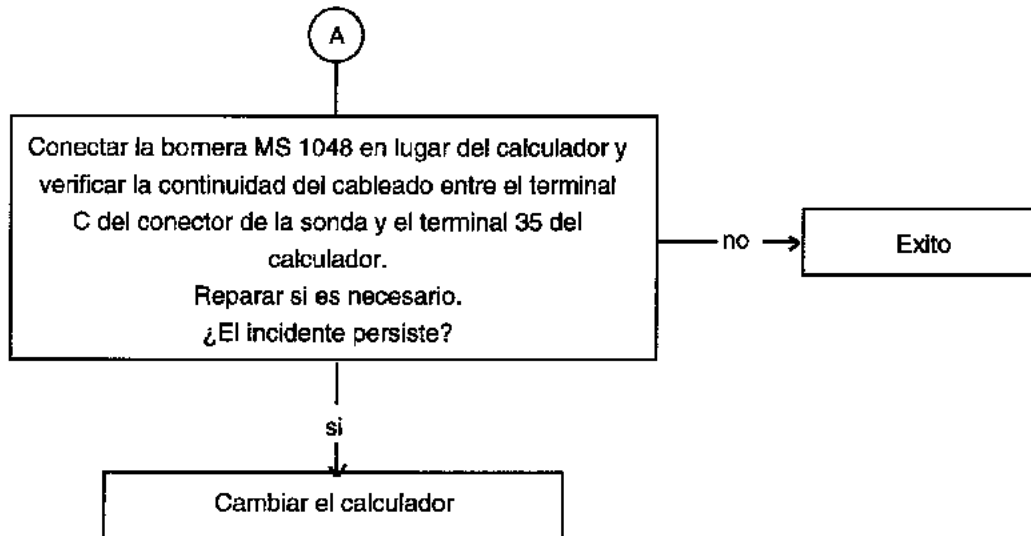 A
Conectar la bornera MS 1048 en lugar del calculador y
verificar la continuidad del cableado entre el terminal
C del conector de la sonda y el terminal 35 del
calculador.
Reparar si es necesario.
¿El incidente persiste?
no
Exito
si
Cambiar el calculador